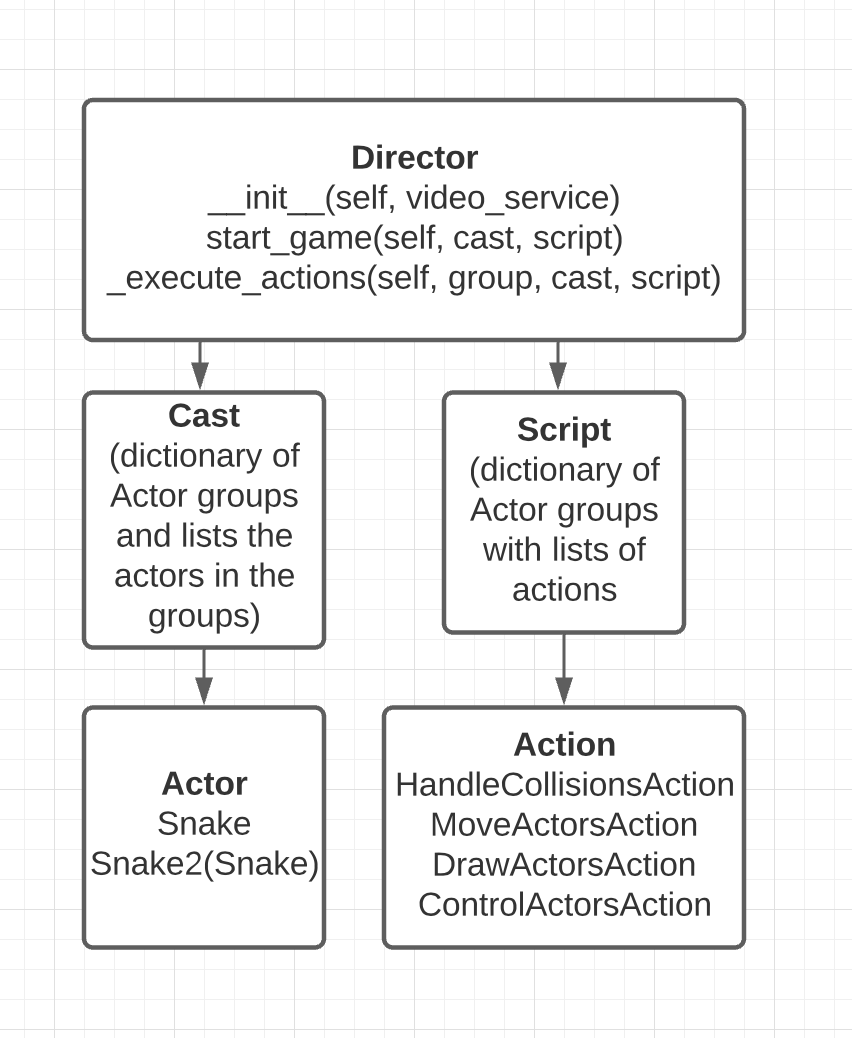 Director
__init__(self, video_service)
start_game(self, cast, script)
_execute_actions(self, group, cast, script)
Cast
(dictionary of
Actor groups
and lists the
actors in the
groups)
Script
(dictionary of
Actor groups
with lists of
actions
Actor
Snake
Snake2(Snake)
Action
HandleCollisionsAction
MoveActorsAction
DrawActorsAction
ControlActorsAction